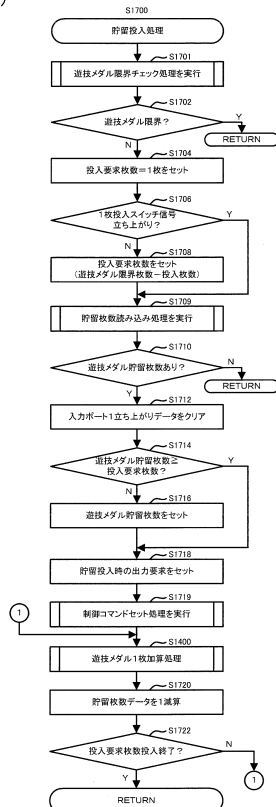 )
S1700
貯留投入処理
S1701
遊技メダル限界チェック処理を実行
S1702
遊技メダル限界?
Y
RETURN
N
S1704
投入要求枚数=1枚をセット
S1706
1枚投入スイッチ信号
立ち上がり?
Y
N
S1708
投入要求枚数をセット
(遊技メダル限界枚数-投入枚数)
S1709
貯留枚数読み込み処理を実行
S1710
遊技メダル貯留枚数あり?
N
RETURN
Y
S1712
入力ポート1立ち上がりデータをクリア
S1714
遊技メダル貯留枚数≧
投入要求枚数?
Y
N
S1716
遊技メダル貯留枚数をセット
S1718
貯留投入時の出力要求をセット
S1719
制御コマンドセット処理を実行
1
S1400
遊技メダル1枚加算処理
S1720
貯留枚数データを1減算
S1722
投入要求枚数投入終了?
N
1
Y
RETURN